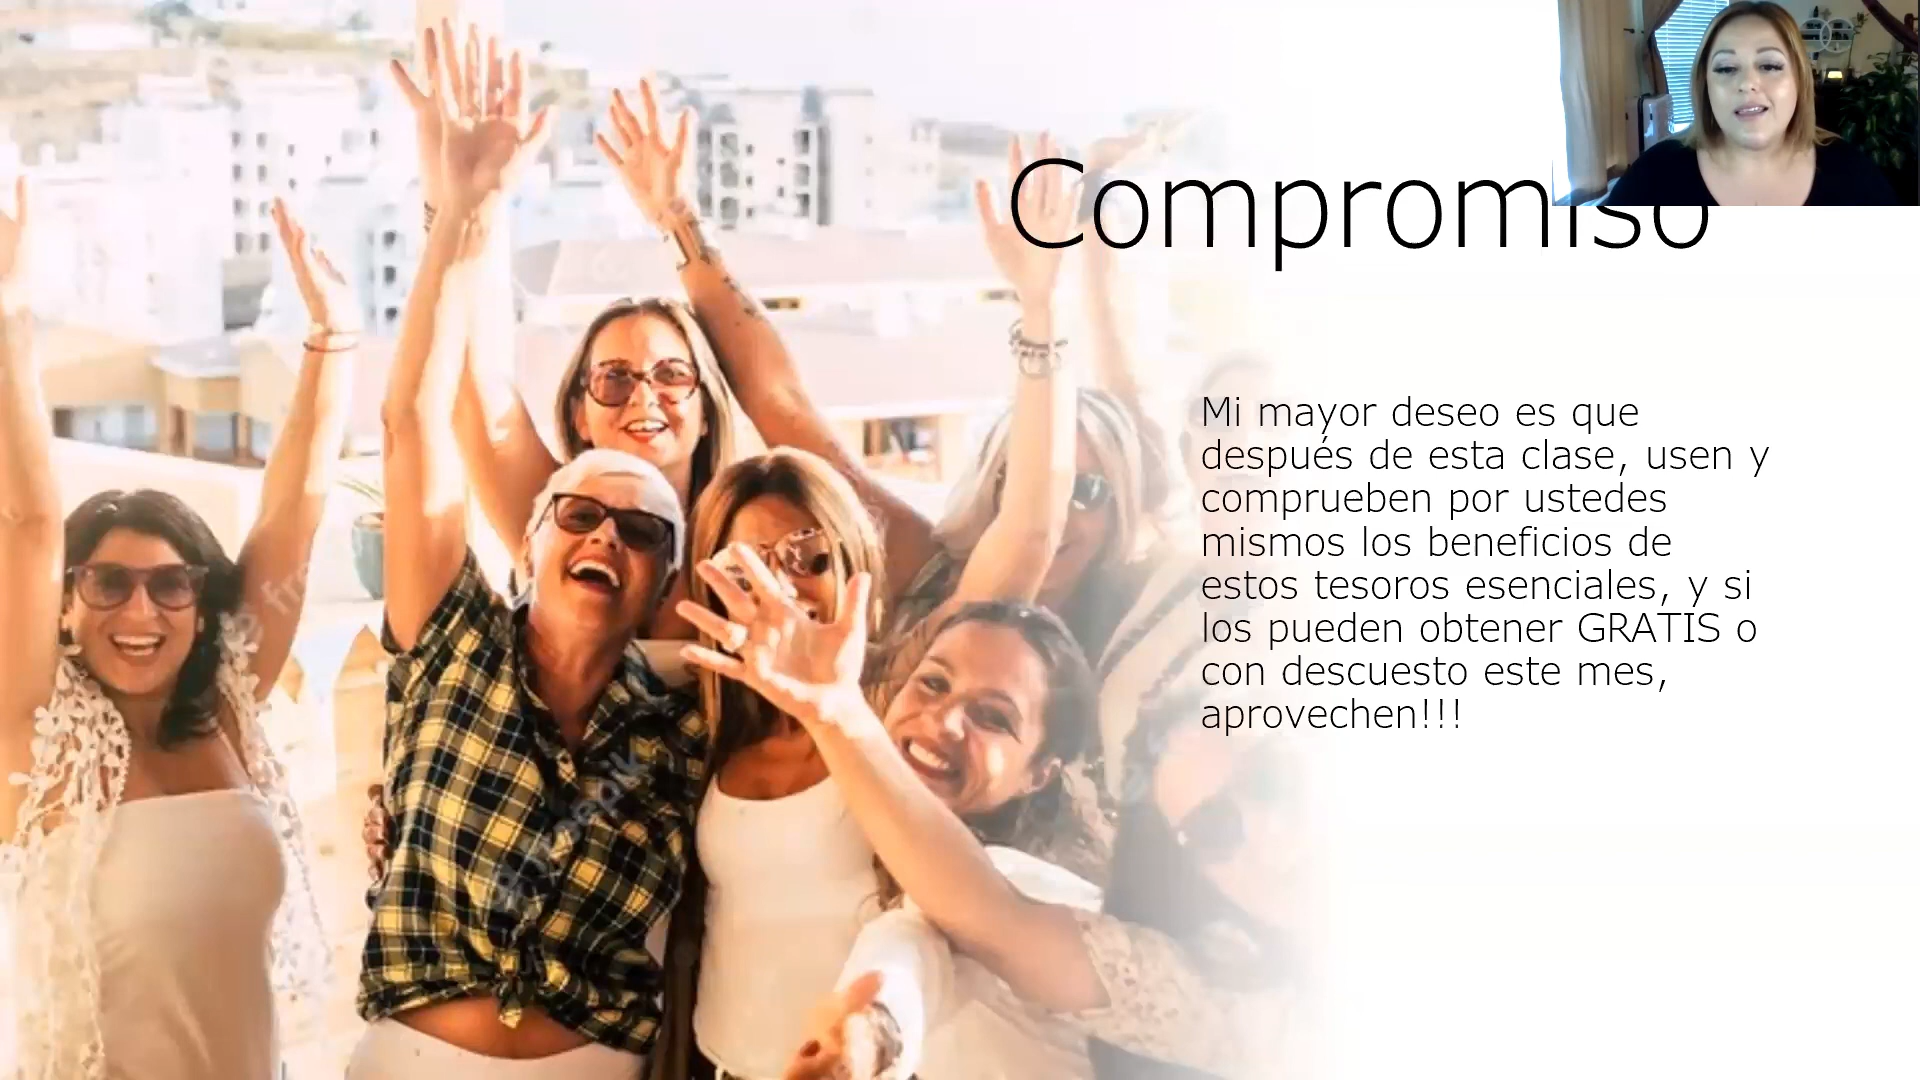 Compromiso
Mi mayor deseo es que
después de esta clase, usen y
comprueben por ustedes
mismos los beneficios de
estos tesoros esenciales, y si
los pueden obtener GRATIS o
con descuesto este mes,
aprovechen!!!
freepik